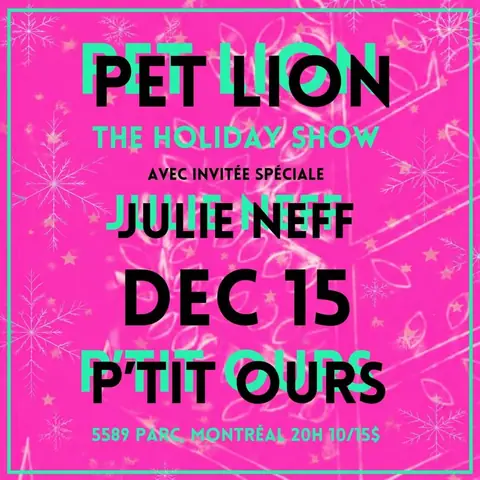 PET LION
THE HOLIDAY SHOW
AVEC INVITÉE SPÉCIALE
JULIE NEFF
DEC 15
P'TIT OURS
5589 PARC, MONTRÉAL 20H 10/15$